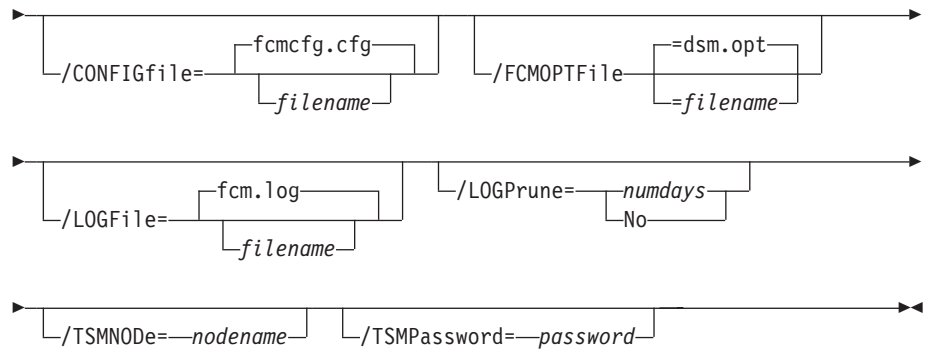 fcmcfg.cfg =dsm.opt
/CONFIGfile= /FCMOPTFile
filename =filename
fcm.log /LOGPrune= numdays
/LOGFile= No
filename
/TSMNODe= nodename /TSMPassword= password